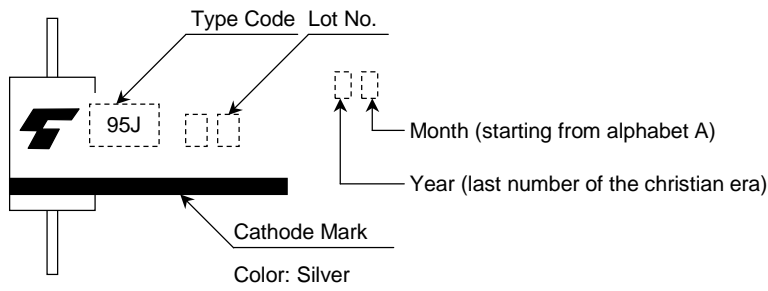 Type Code
Lot No.
95J
Month (starting from alphabet A)
Year (last number of the christian era)
Cathode Mark
Color: Silver